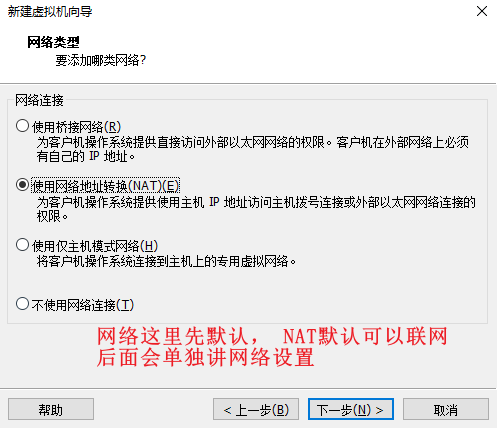 新建虚拟机向导
网络类型
要添加哪类网络?
网络连接
使用桥接网络(R)
为客户机操作系统提供直接访问外部以太网网络的权限。客户机在外部网络上必须
有自己的 IP 地址。
使用网络地址转换(NAT)(E)
为客户机操作系统提供使用主机 IP 地址访问主机拨号连接或外部以太网网络连接的
权限。
使用仅主机模式网络(H)
将客户机操作系统连接到主机上的专用虚拟网络。
不使用网络连接(T)
网络这里先默认， NAT默认可以联网
后面会单独讲网络设置
帮助
< 上一步(B)
下一步(N) >
取消